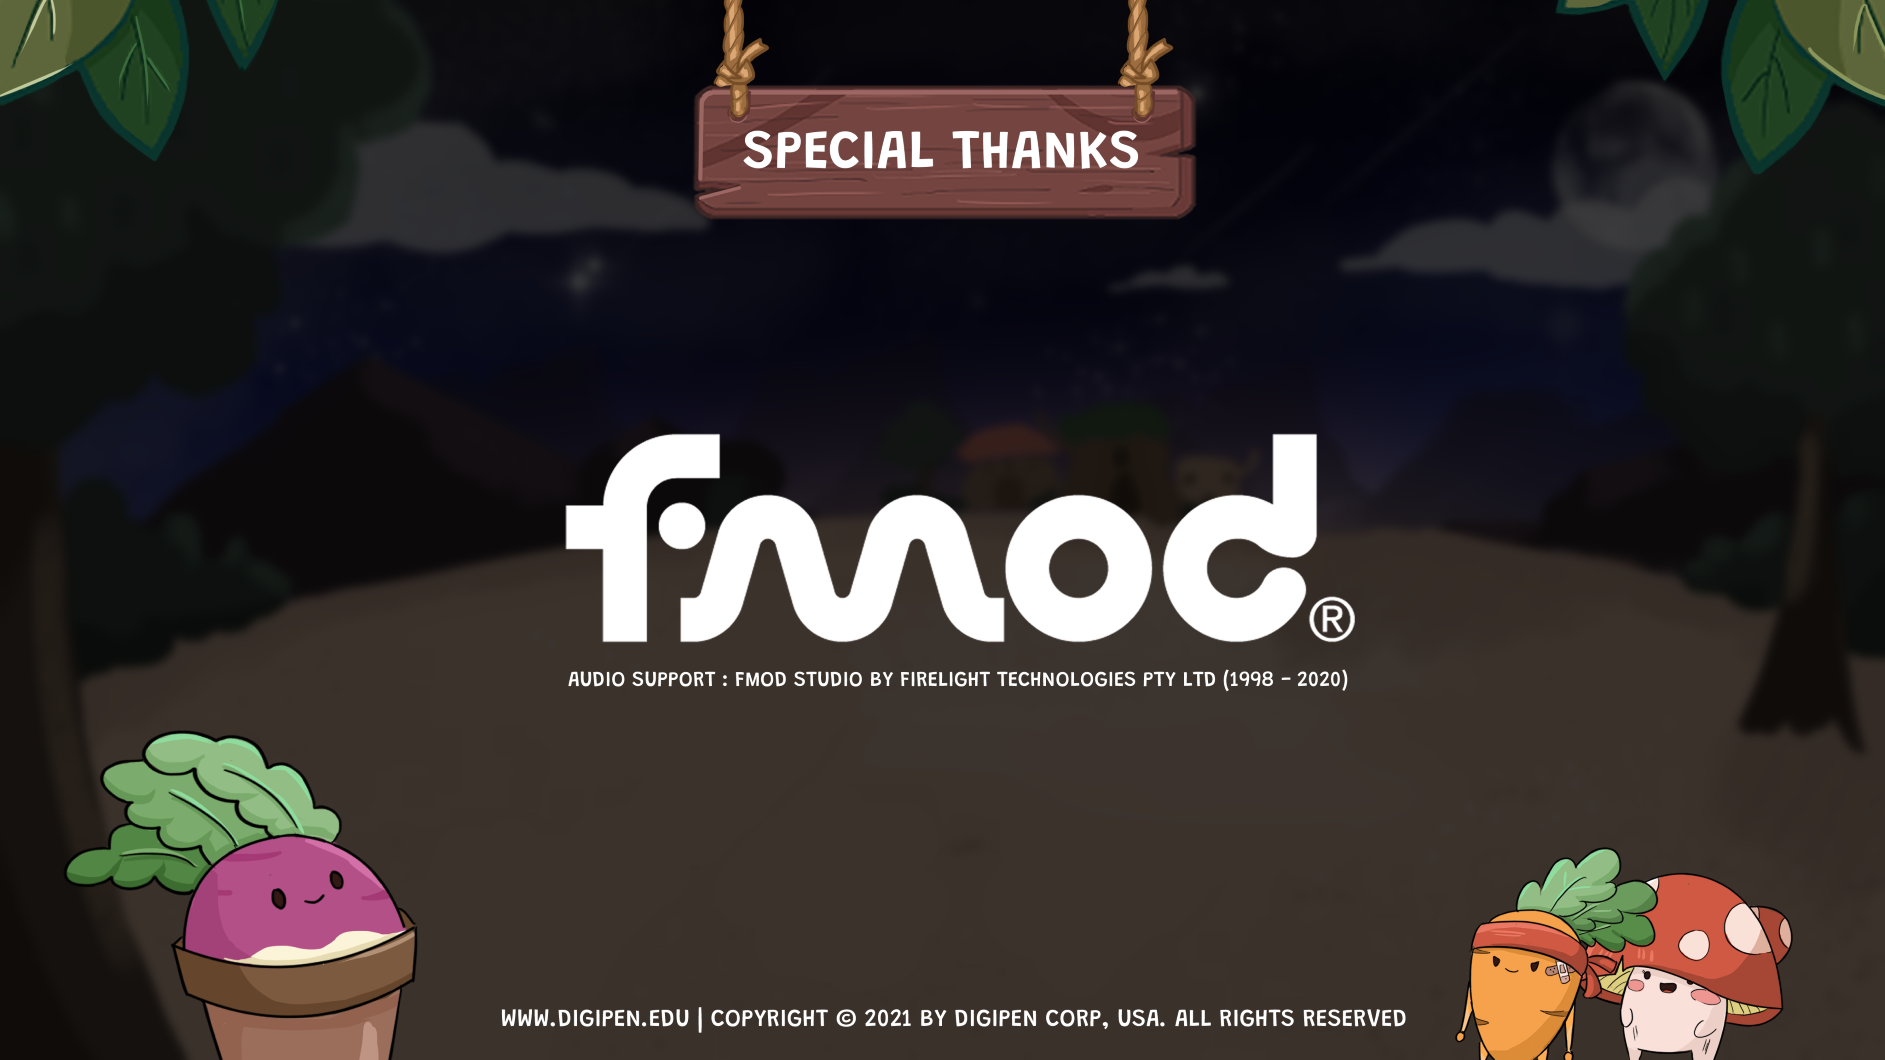 SPECIAL THANKS
fmod®
AUDIO SUPPORT : FMOD STUDIO BY FIRELIGHT TECHNOLOGIES PTY LTD (1998 - 2020)
WWW.DIGIPEN.EDU | COPYRIGHT © 2021 BY DIGIPEN CORP, USA. ALL RIGHTS RESERVED